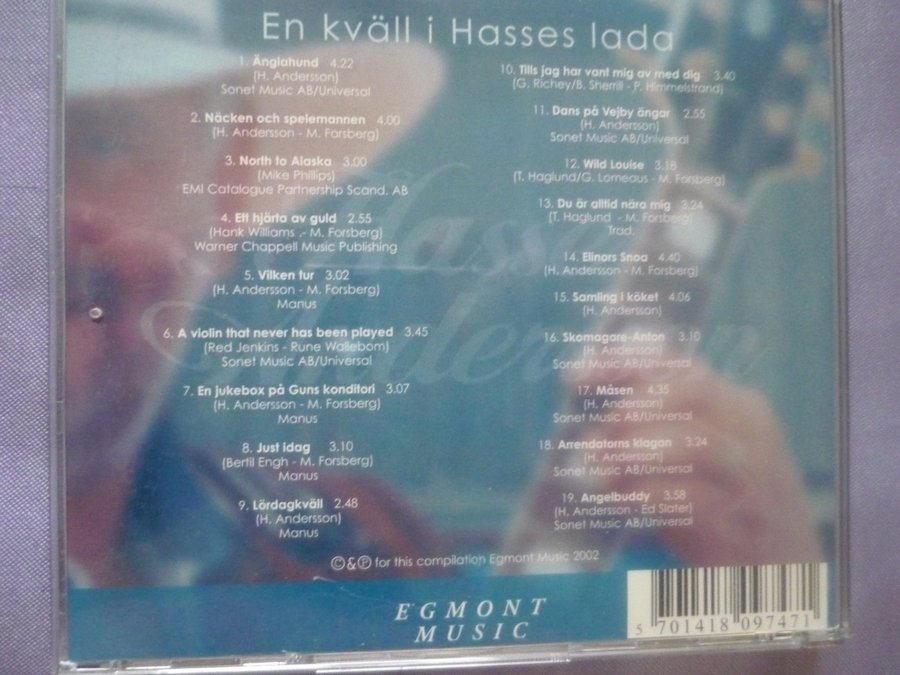 En kväll i Hasses lada
1. Änglahund 4.22
(H. Andersson)
Sonet Music AB/Universal
2. Näcken och spelemannen 4.00
(H. Andersson - M. Forsberg)
3. North to Alaska 3.00
(Mike Phillips)
EMI Catalogue Partnership Scand. AB
4. Ett hjärta av guld 2.55
(Hank Williams .- M. Forsberg)
Warner Chappell Music Publishing
5. Vilken tur 3.02
(H. Andersson - M. Forsberg)
Manus
6. A violin that never has been played 3.45
(Red Jenkins - Rune Wallebom)
Sonet Music AB/Universal
7. En jukebox på Guns konditori 3.07
(H. Andersson - M. Forsberg)
Manus
8. Just idag 3.10
(Bertil Engh - M. Forsberg)
Manus
9. Lördagkväll 2.48
(H. Andersson)
Manus
10. Tills jag har vant mig av med dig 3.40
(G. Richey/B. Sherrill - P. Himmelstrand)
11. Dans på Vejby ängar 2.55
(H. Andersson)
Sonet Music AB/Universal
12. Wild Louise 3.18
(T. Haglund/G. Lorneaus - M. Forsberg)
13. Du är alltid nära mig 3.24
(T. Haglund - M. Forsberg)
Trad.
14. Elinors Snoa 4.40
(H. Andersson - M. Forsberg)
15. Samling i köket 4.06
(H. Andersson)
16. Skomagare-Anton 3.10
(H. Andersson)
Sonet Music AB/Universal
17. Måsen 4.35
(H. Andersson)
Sonet Music AB/Universal
18. Arrendatorns klagan 3.24
(H. Andersson)
Sonet Music AB/Universal
19. Angelbuddy 3.58
(H. Andersson - Ed Slater)
Sonet Music AB/Universal
Hasse
Andersson
©&℗ for this compilation Egmont Music 2002
EGMONT
MUSIC
5 701418 097471